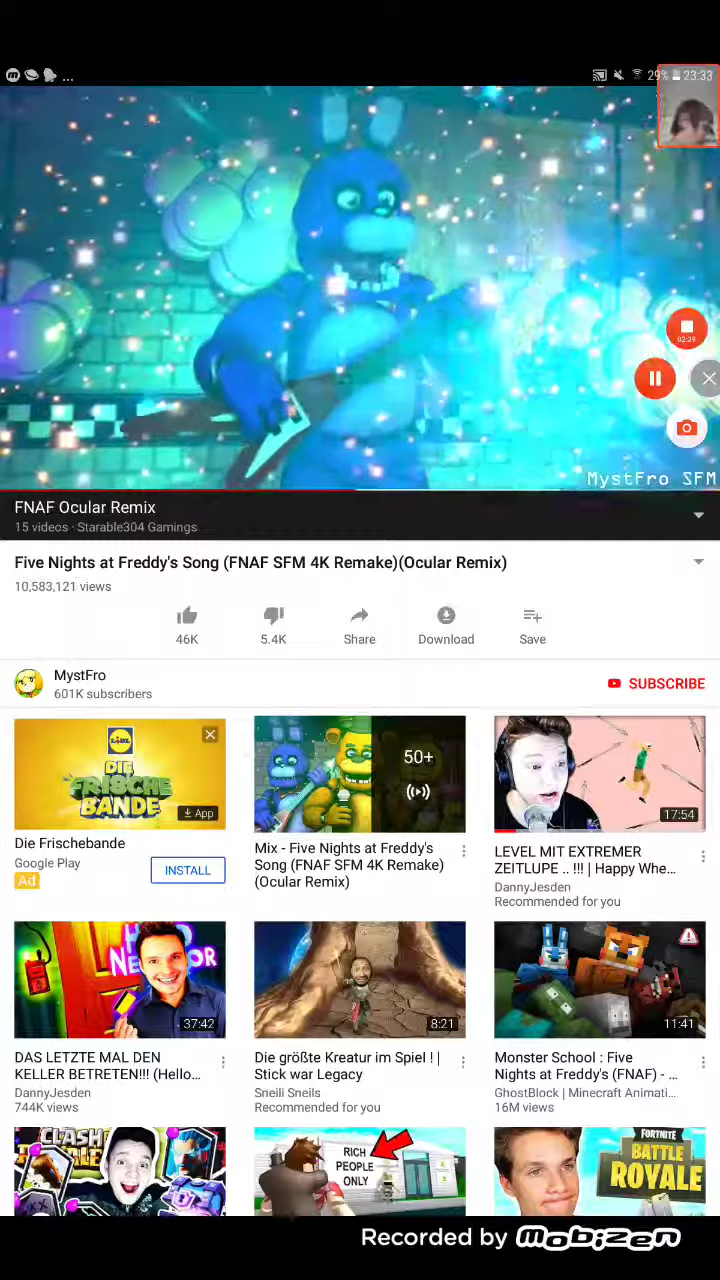 29% 23:33
02:39
MystFro SFM
FNAF Ocular Remix
15 videos · Starable304 Gamings
Five Nights at Freddy's Song (FNAF SFM 4K Remake)(Ocular Remix)
10,583,121 views
46K
5.4K
Share
Download
Save
MystFro
601K subscribers
SUBSCRIBE
LIDL
DIE
FRISCHE
BANDE
App
Die Frischebande
Google Play
Ad
INSTALL
50+
Mix - Five Nights at Freddy's
Song (FNAF SFM 4K Remake)
(Ocular Remix)
17:54
LEVEL MIT EXTREMER
ZEITLUPE .. !!! | Happy Whe...
DannyJesden
Recommended for you
37:42
DAS LETZTE MAL DEN
KELLER BETRETEN!!! (Hello...
DannyJesden
744K views
8:21
Die größte Kreatur im Spiel ! |
Stick war Legacy
Sneili Sneils
Recommended for you
11:41
Monster School : Five
Nights at Freddy's (FNAF) - ...
GhostBlock | Minecraft Animati...
16M views
CLASH
RICH
PEOPLE
ONLY
FORTNITE
BATTLE
ROYALE
Recorded by mobizen